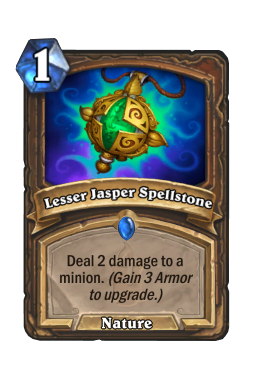 1
Lesser Jasper Spellstone
Deal 2 damage to a
minion. (Gain 3 Armor
to upgrade.)
Nature